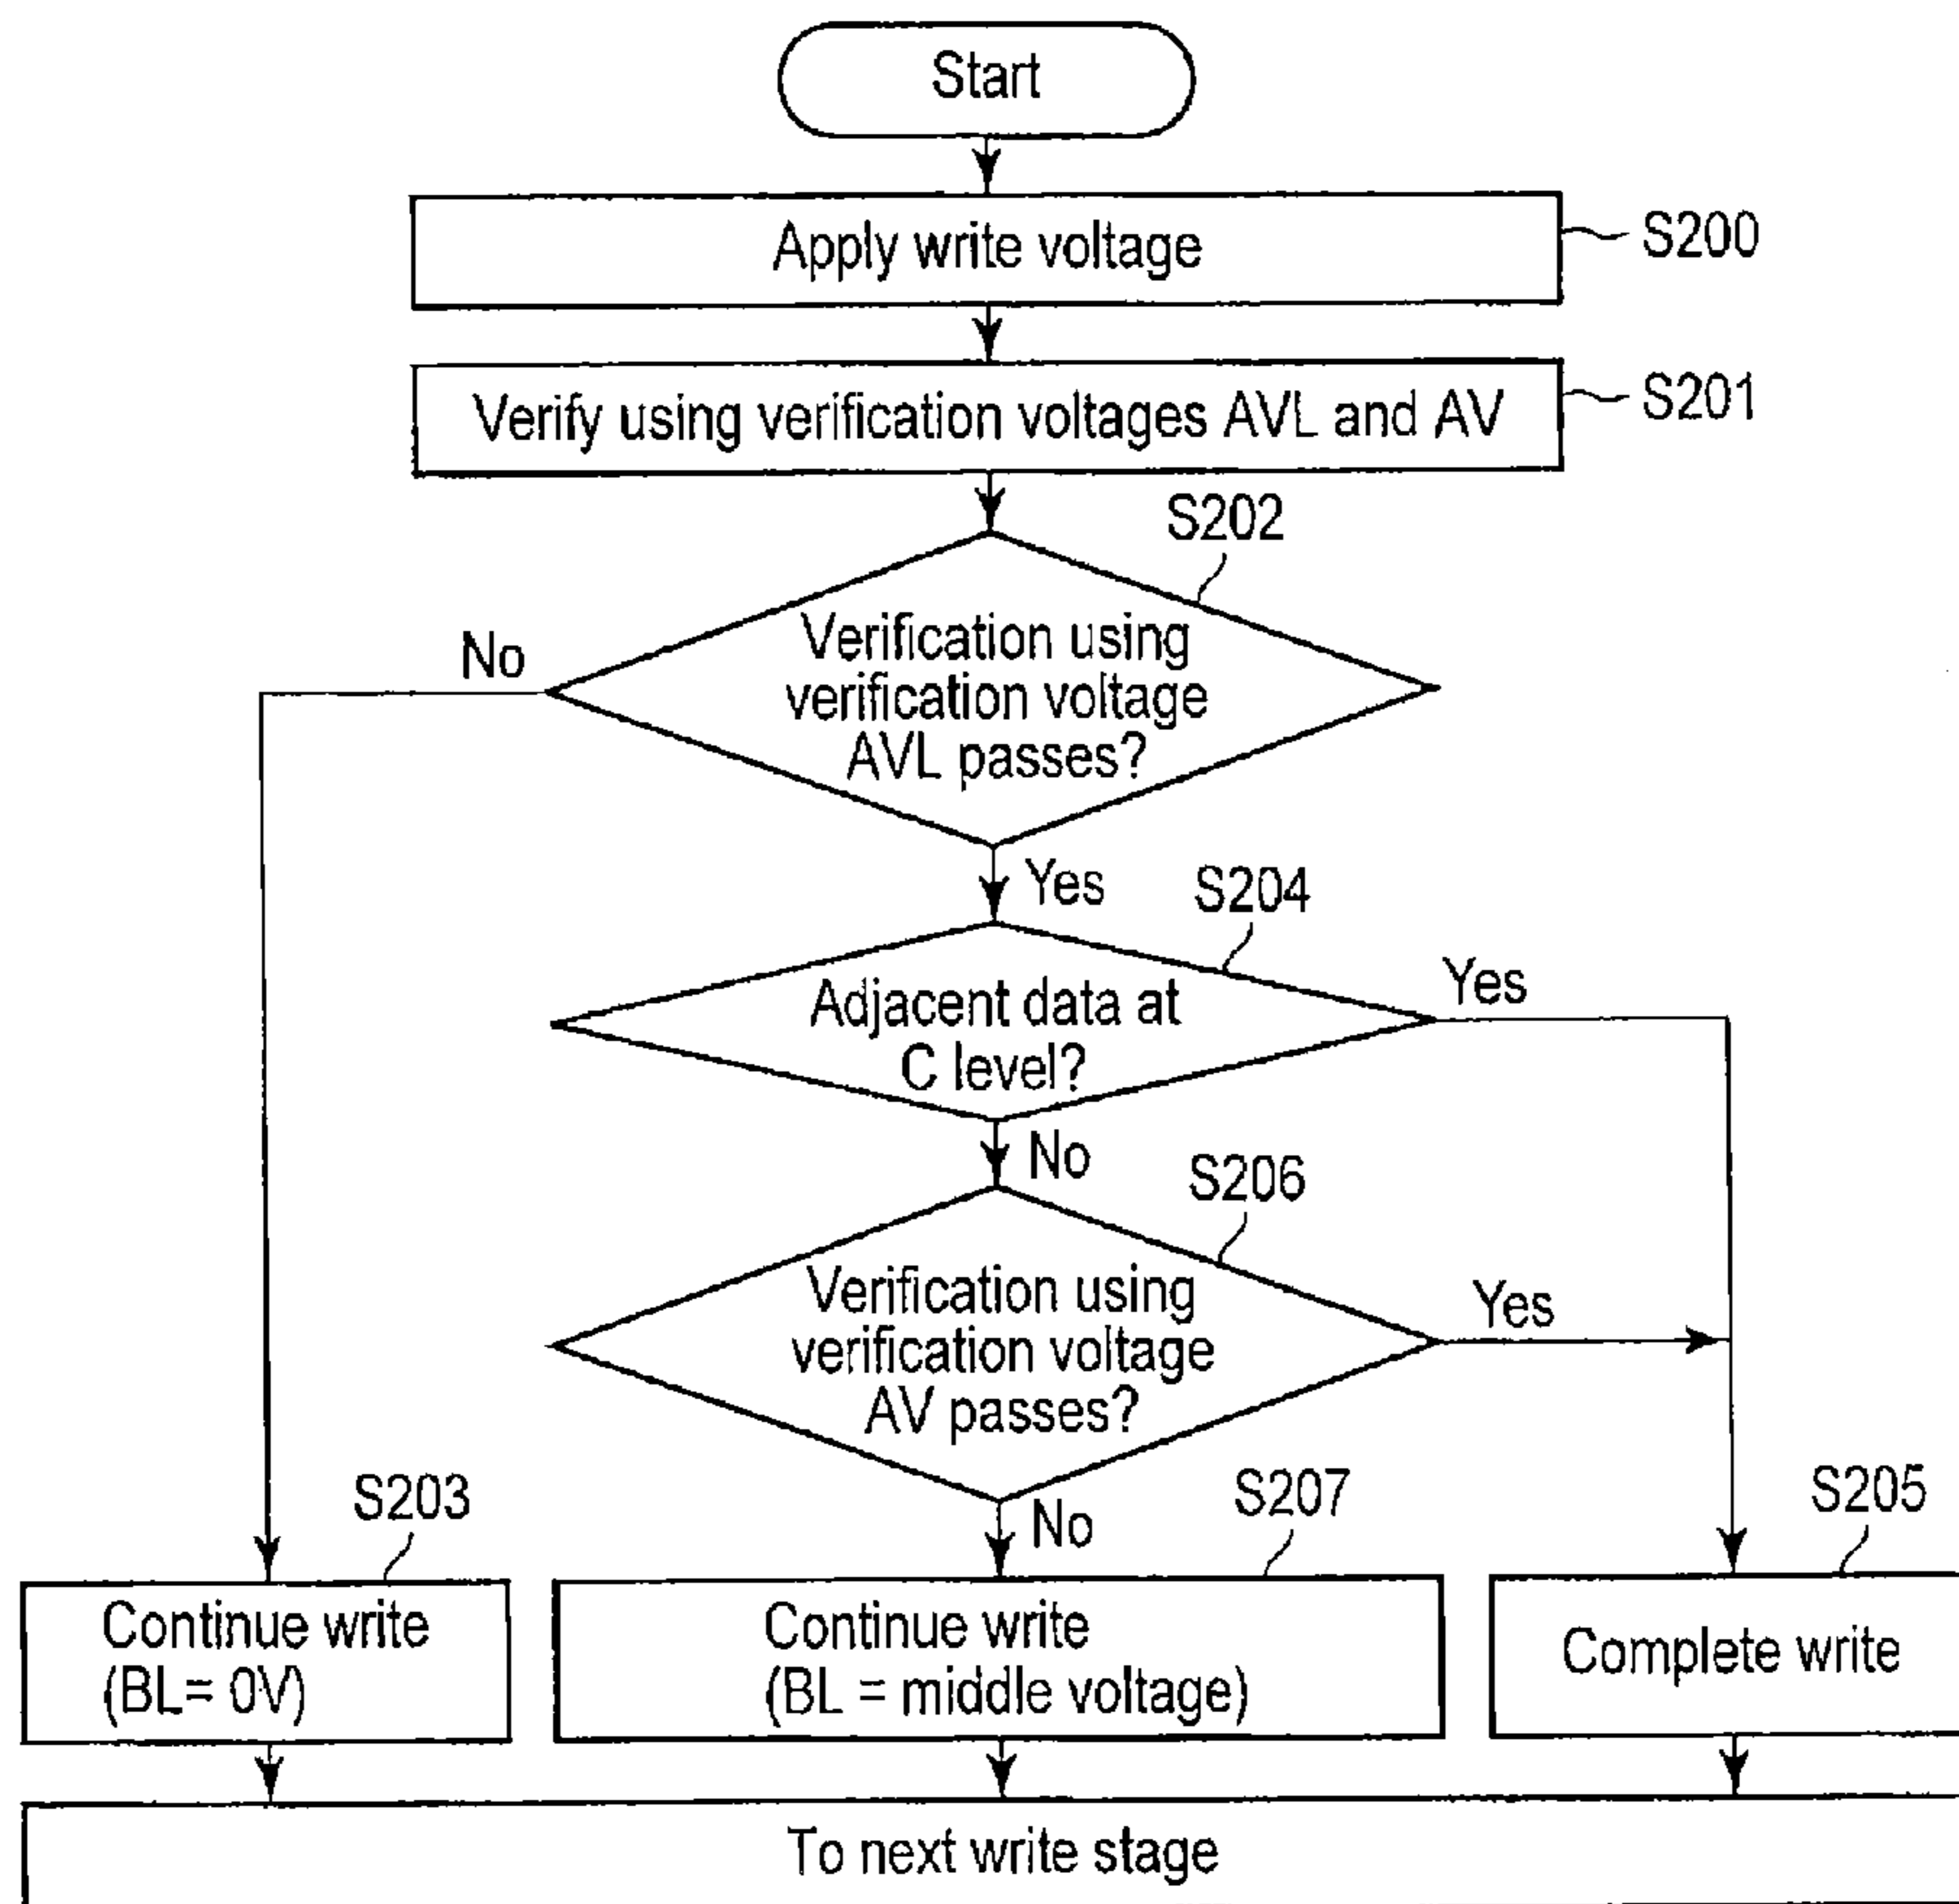 Start
Apply write voltage
S200
Verify using verification voltages AVL and AV
S201
S202
Verification using
verification voltage
AVL passes?
No
Yes
S204
Adjacent data at
C level?
Yes
No
S206
Verification using
verification voltage
AV passes?
Yes
No
S203
S207
S205
Continue write
(BL= 0V)
Continue write
(BL = middle voltage)
Complete write
To next write stage